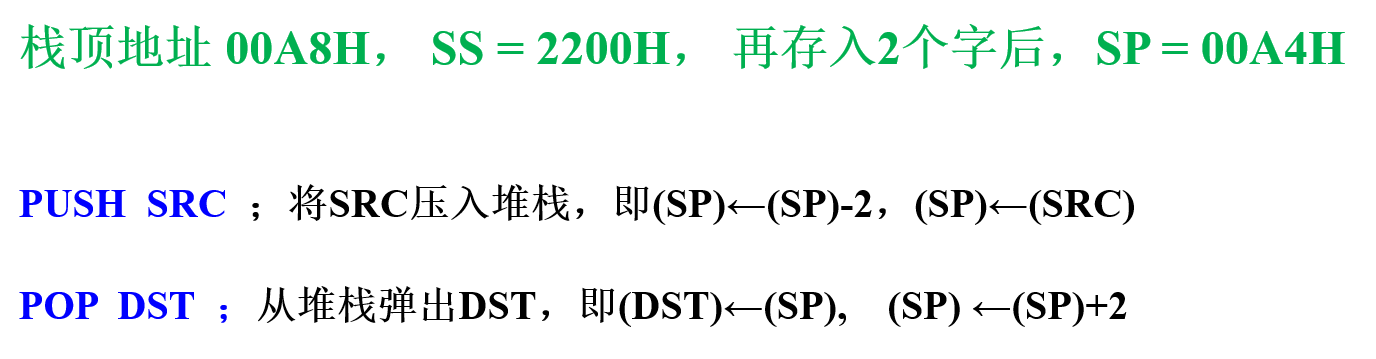 栈顶地址 00A8H， SS = 2200H， 再存入2个字后，SP = 00A4H
PUSH SRC ；将SRC压入堆栈，即(SP)←(SP)-2，(SP)←(SRC)
POP DST ；从堆栈弹出DST，即(DST)←(SP), (SP) ←(SP)+2